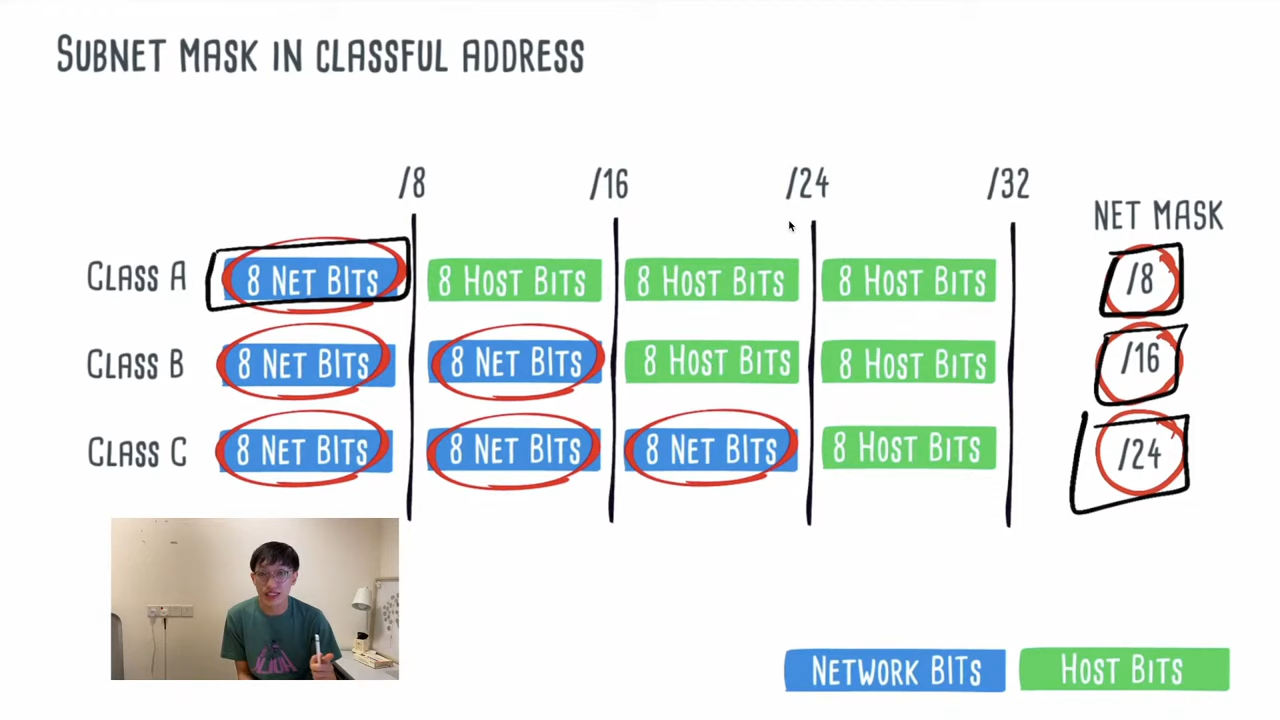 SUBNET MASK IN CLASSFUL ADDRESS
/8 /16 /24 /32
NET MASK
CLASS A 8 NET BITS 8 HOST BITS 8 HOST BITS 8 HOST BITS /8
CLASS B 8 NET BITS 8 NET BITS 8 HOST BITS 8 HOST BITS /16
CLASS C 8 NET BITS 8 NET BITS 8 NET BITS 8 HOST BITS /24
NETWORK BITS HOST BITS